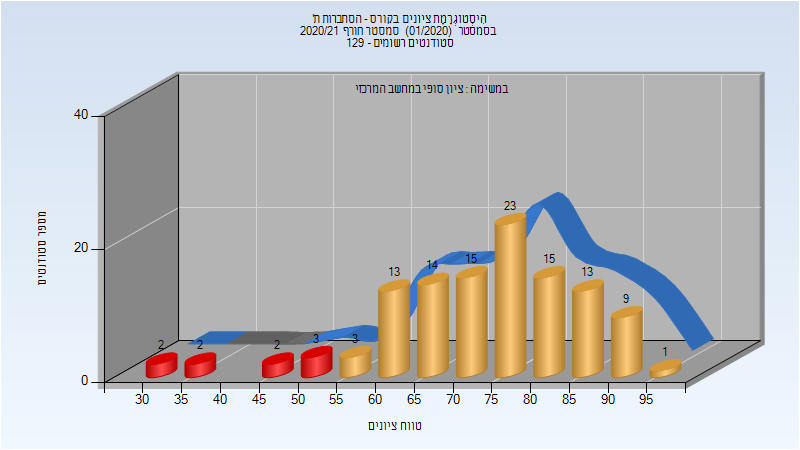 היסטוגרמת ציונים בקורס - הסתברות ת'
בסמסטר (01/2020) סמסטר חורף 2020/21
סטודנטים רשומים - 129
במשימה : ציון סופי במחשב המרכזי
מספר סטודנטים
40
20
0
2
2
2
3
3
13
14
15
23
15
13
9
1
30 35 40 45 50 55 60 65 70 75 80 85 90 95
טווח ציונים